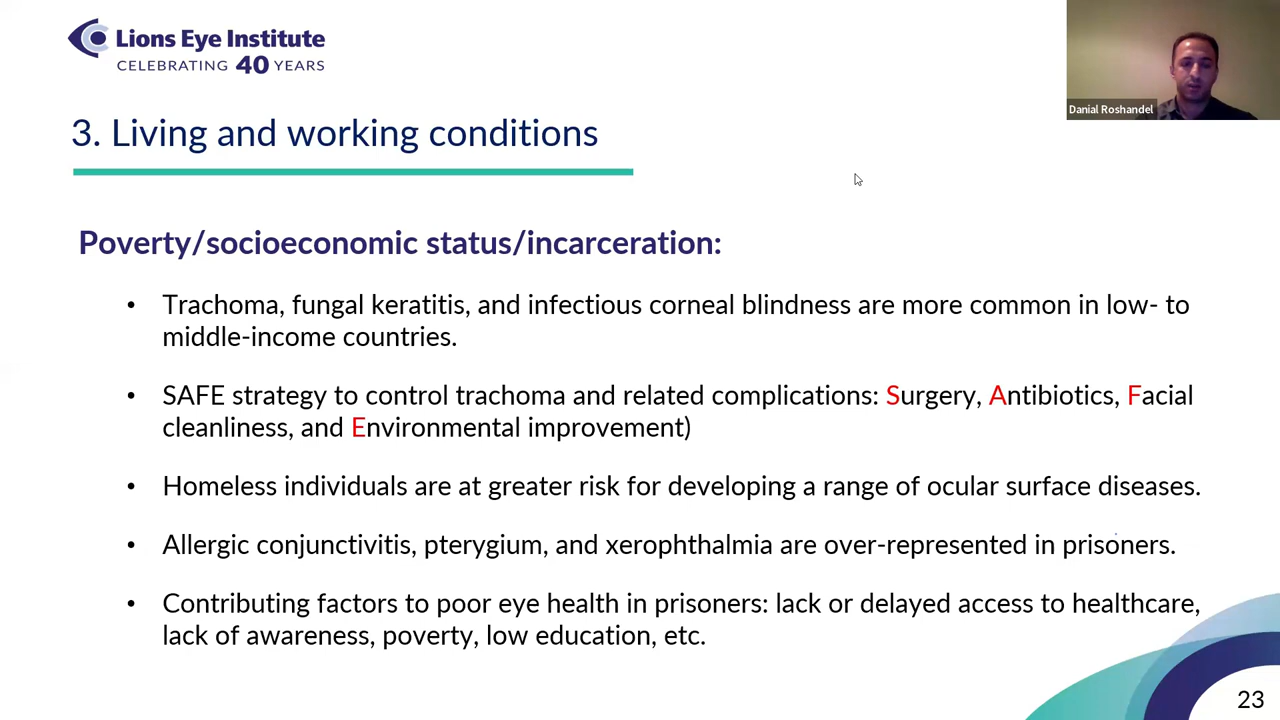 Lions Eye Institute
CELEBRATING 40 YEARS
Danial Roshandel
3. Living and working conditions
Poverty/socioeconomic status/incarceration:
• Trachoma, fungal keratitis, and infectious corneal blindness are more common in low- to
middle-income countries.
• SAFE strategy to control trachoma and related complications: Surgery, Antibiotics, Facial
cleanliness, and Environmental improvement)
• Homeless individuals are at greater risk for developing a range of ocular surface diseases.
• Allergic conjunctivitis, pterygium, and xerophthalmia are over-represented in prisoners.
• Contributing factors to poor eye health in prisoners: lack or delayed access to healthcare,
lack of awareness, poverty, low education, etc.
23